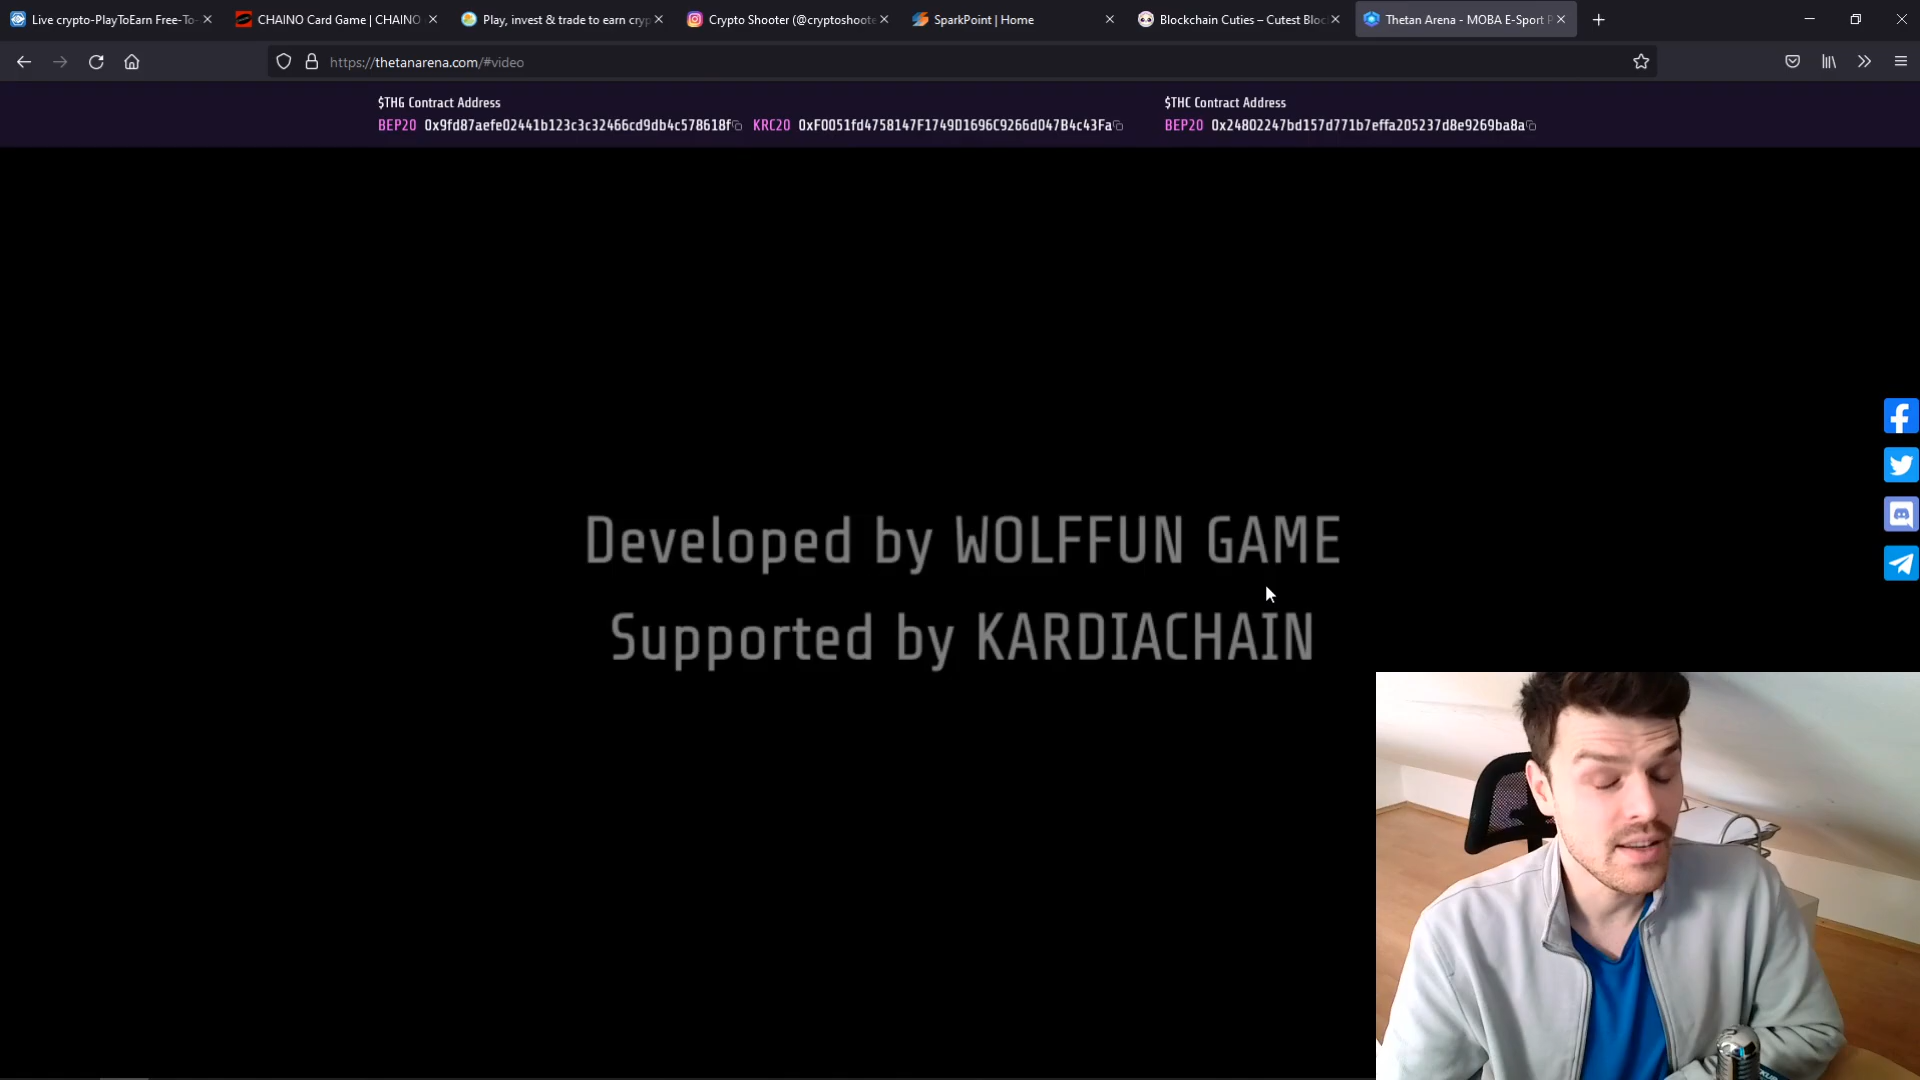 Live crypto-PlayToEarn Free-To-
CHAINO Card Game | CHAINO
Play, invest & trade to earn cryp
Crypto Shooter (@cryptoshoote
SparkPoint | Home
Blockchain Cuties – Cutest Bloc
Thetan Arena - MOBA E-Sport P
https://thetanarena.com/#video
$THG Contract Address
BEP20 0x9fd87aefe02441b123c3c32466cd9db4c578618f KRC20 0xF0051fd4758147F1749D1696C9266d047B4c43Fa
$THC Contract Address
BEP20 0x24802247bd157d771b7effa205237d8e9269ba8a
Developed by WOLFFUN GAME
Supported by KARDIACHAIN